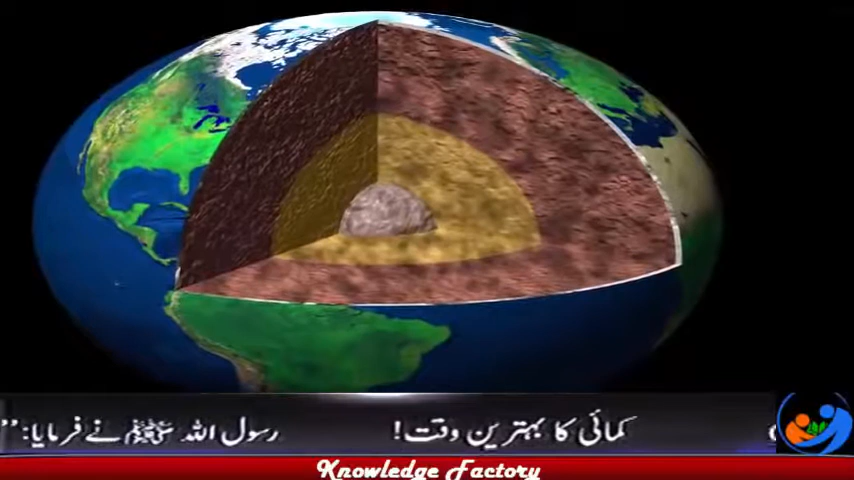 کمائی کا بہترین وقت! رسول اللہ ﷺ نے فرمایا: ’’
Knowledge Factory